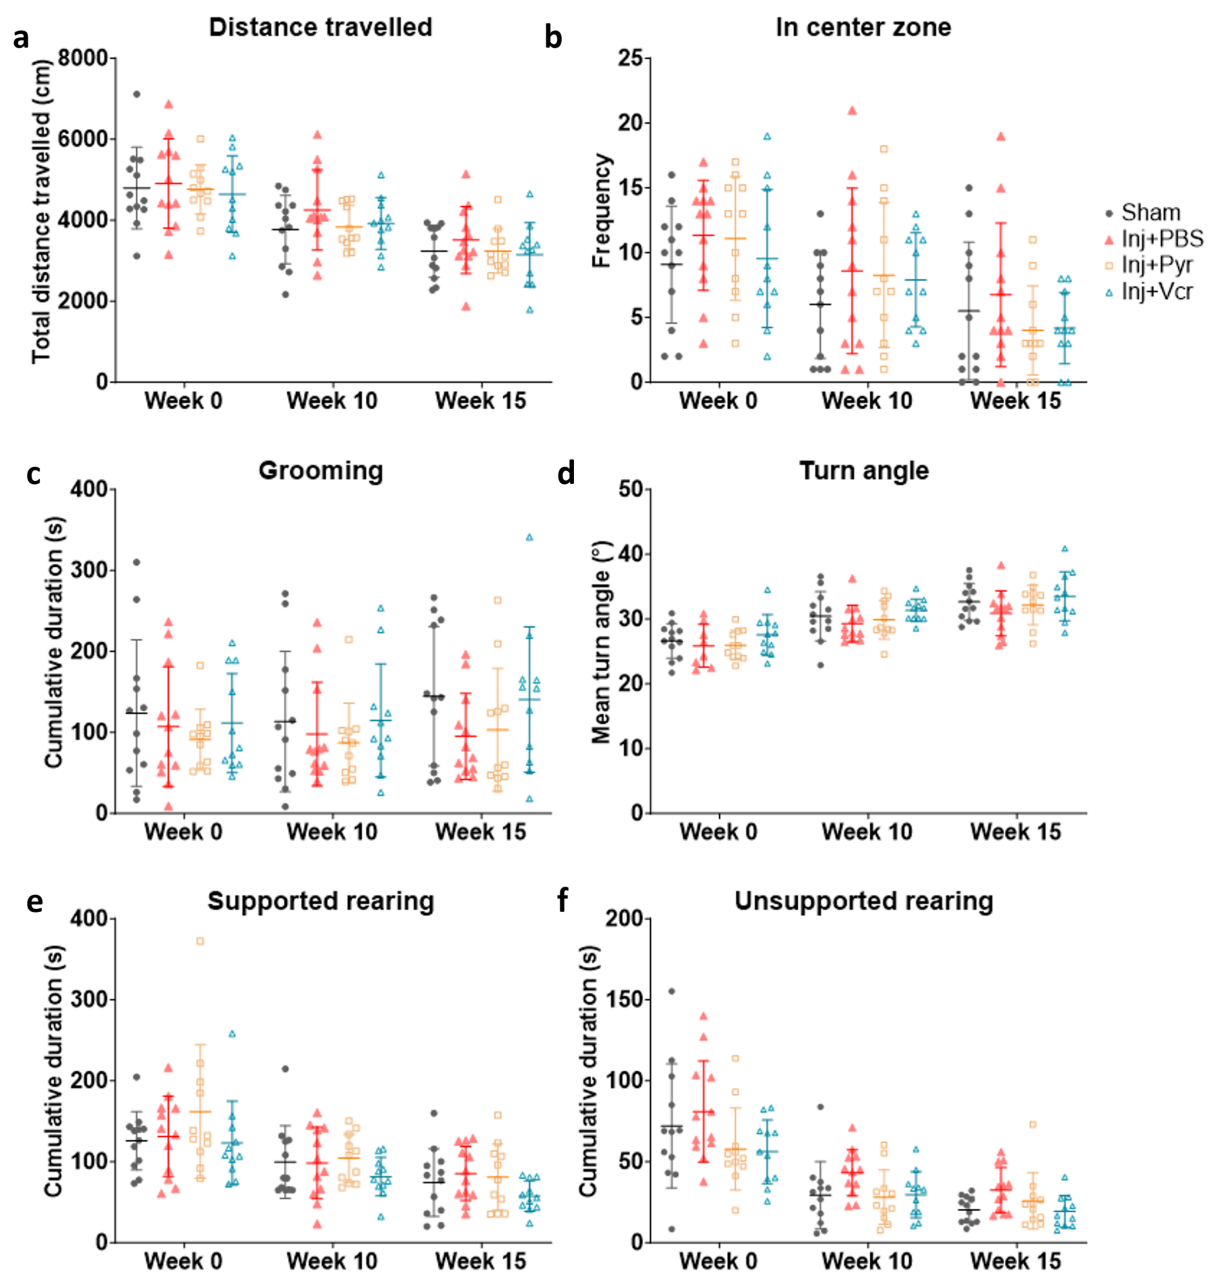 a
Distance travelled
Total distance travelled (cm)
8000
6000
4000
2000
0
Week 0
Week 10
Week 15
b
In center zone
Frequency
25
20
15
10
5
0
Week 0
Week 10
Week 15
Sham
Inj+PBS
Inj+Pyr
Inj+Vcr
c
Grooming
Cumulative duration (s)
400
300
200
100
0
Week 0
Week 10
Week 15
d
Turn angle
Mean turn angle (°)
50
40
30
20
10
0
Week 0
Week 10
Week 15
e
Supported rearing
Cumulative duration (s)
400
300
200
100
0
Week 0
Week 10
Week 15
f
Unsupported rearing
Cumulative duration (s)
200
150
100
50
0
Week 0
Week 10
Week 15